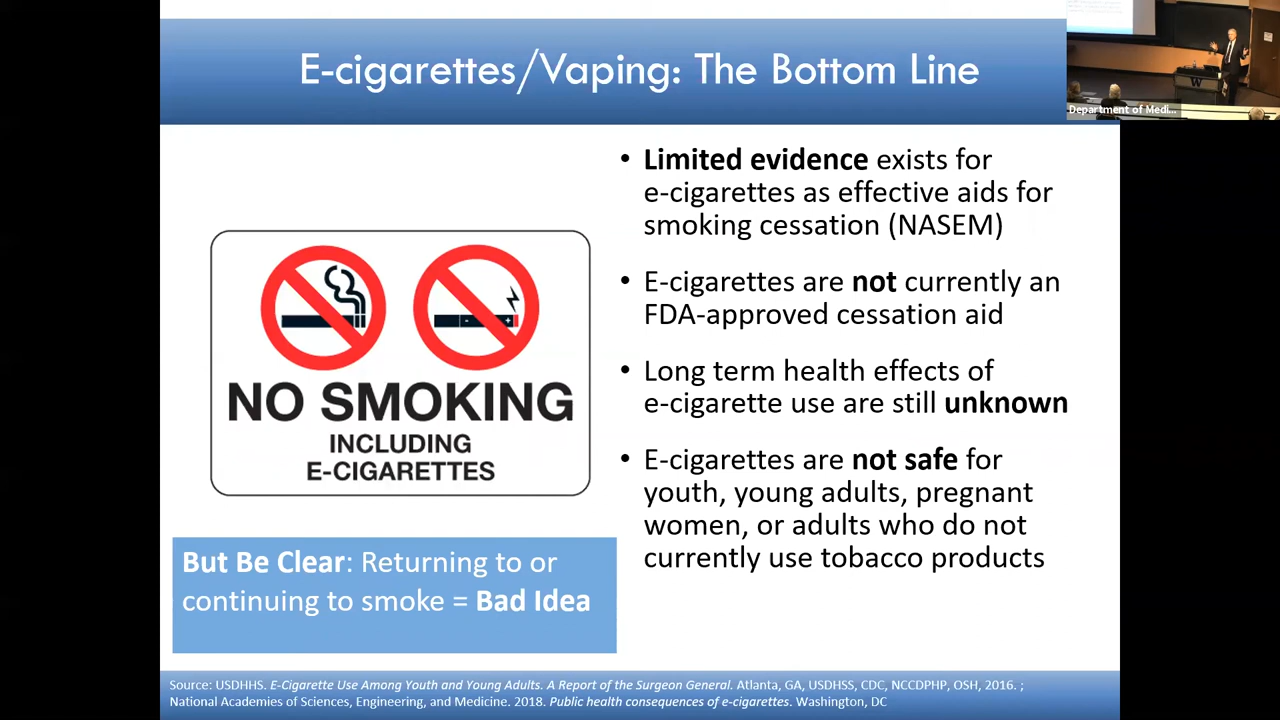 E-cigarettes/Vaping: The Bottom Line
Department of Medi...
W
• Limited evidence exists for
e-cigarettes as effective aids for
smoking cessation (NASEM)
• E-cigarettes are not currently an
FDA-approved cessation aid
• Long term health effects of
e-cigarette use are still unknown
• E-cigarettes are not safe for
youth, young adults, pregnant
women, or adults who do not
currently use tobacco products
NO SMOKING
INCLUDING
E-CIGARETTES
But Be Clear: Returning to or
continuing to smoke = Bad Idea
Source: USDHHS. E-Cigarette Use Among Youth and Young Adults. A Report of the Surgeon General. Atlanta, GA, USDHSS, CDC, NCCDPHP, OSH, 2016. ;
National Academies of Sciences, Engineering, and Medicine. 2018. Public health consequences of e-cigarettes. Washington, DC